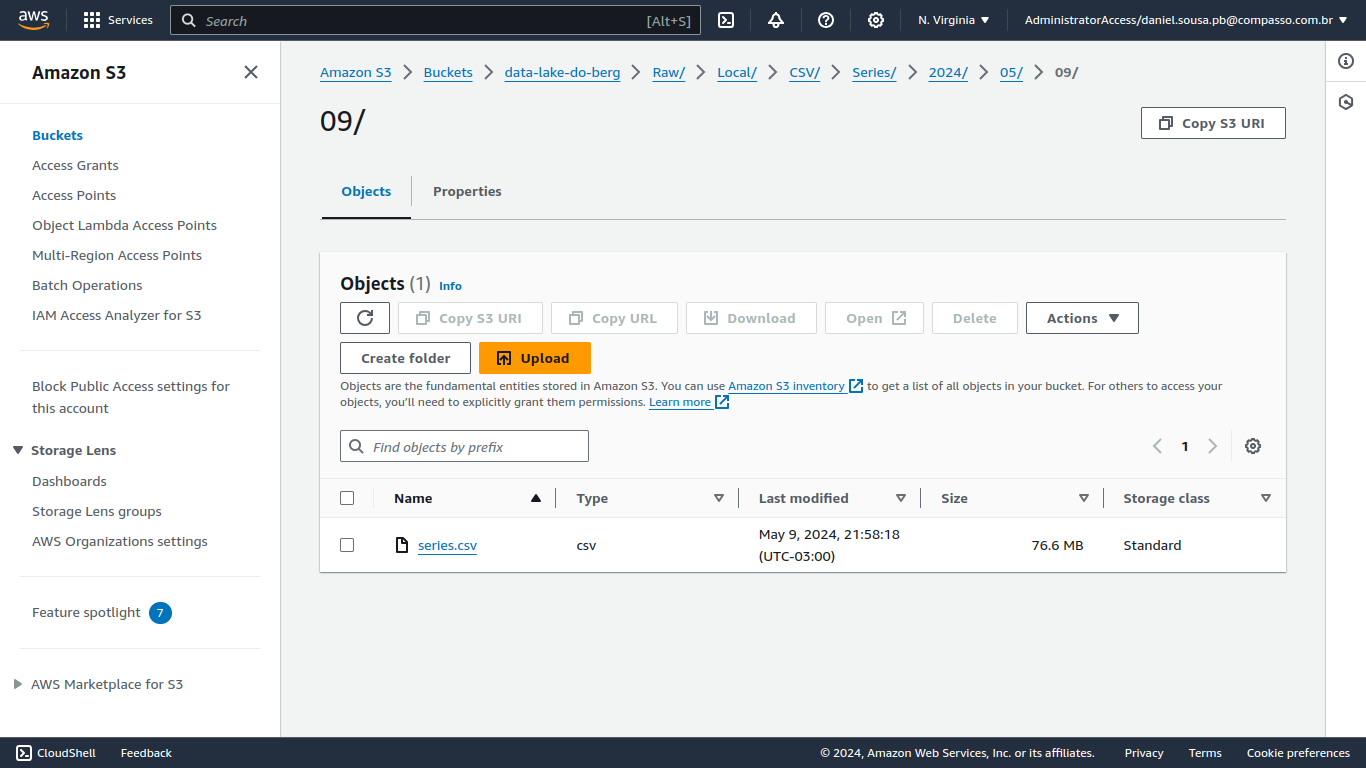 aws
Services
Search
[Alt+S]
N. Virginia
AdministratorAccess/daniel.sousa.pb@compasso.com.br
Amazon S3
Buckets
Access Grants
Access Points
Object Lambda Access Points
Multi-Region Access Points
Batch Operations
IAM Access Analyzer for S3
Block Public Access settings for
this account
Storage Lens
Dashboards
Storage Lens groups
AWS Organizations settings
Feature spotlight 7
AWS Marketplace for S3
Amazon S3 Buckets data-lake-do-berg Raw/ Local/ CSV/ Series/ 2024/ 05/ 09/
09/
Copy S3 URI
Objects Properties
Objects (1) Info
Copy S3 URI Copy URL Download Open Delete Actions
Create folder Upload
Objects are the fundamental entities stored in Amazon S3. You can use Amazon S3 inventory to get a list of all objects in your bucket. For others to access your
objects, you'll need to explicitly grant them permissions. Learn more
Find objects by prefix
1
Name Type Last modified Size Storage class
series.csv csv May 9, 2024, 21:58:18 76.6 MB Standard
(UTC-03:00)
CloudShell Feedback © 2024, Amazon Web Services, Inc. or its affiliates. Privacy Terms Cookie preferences